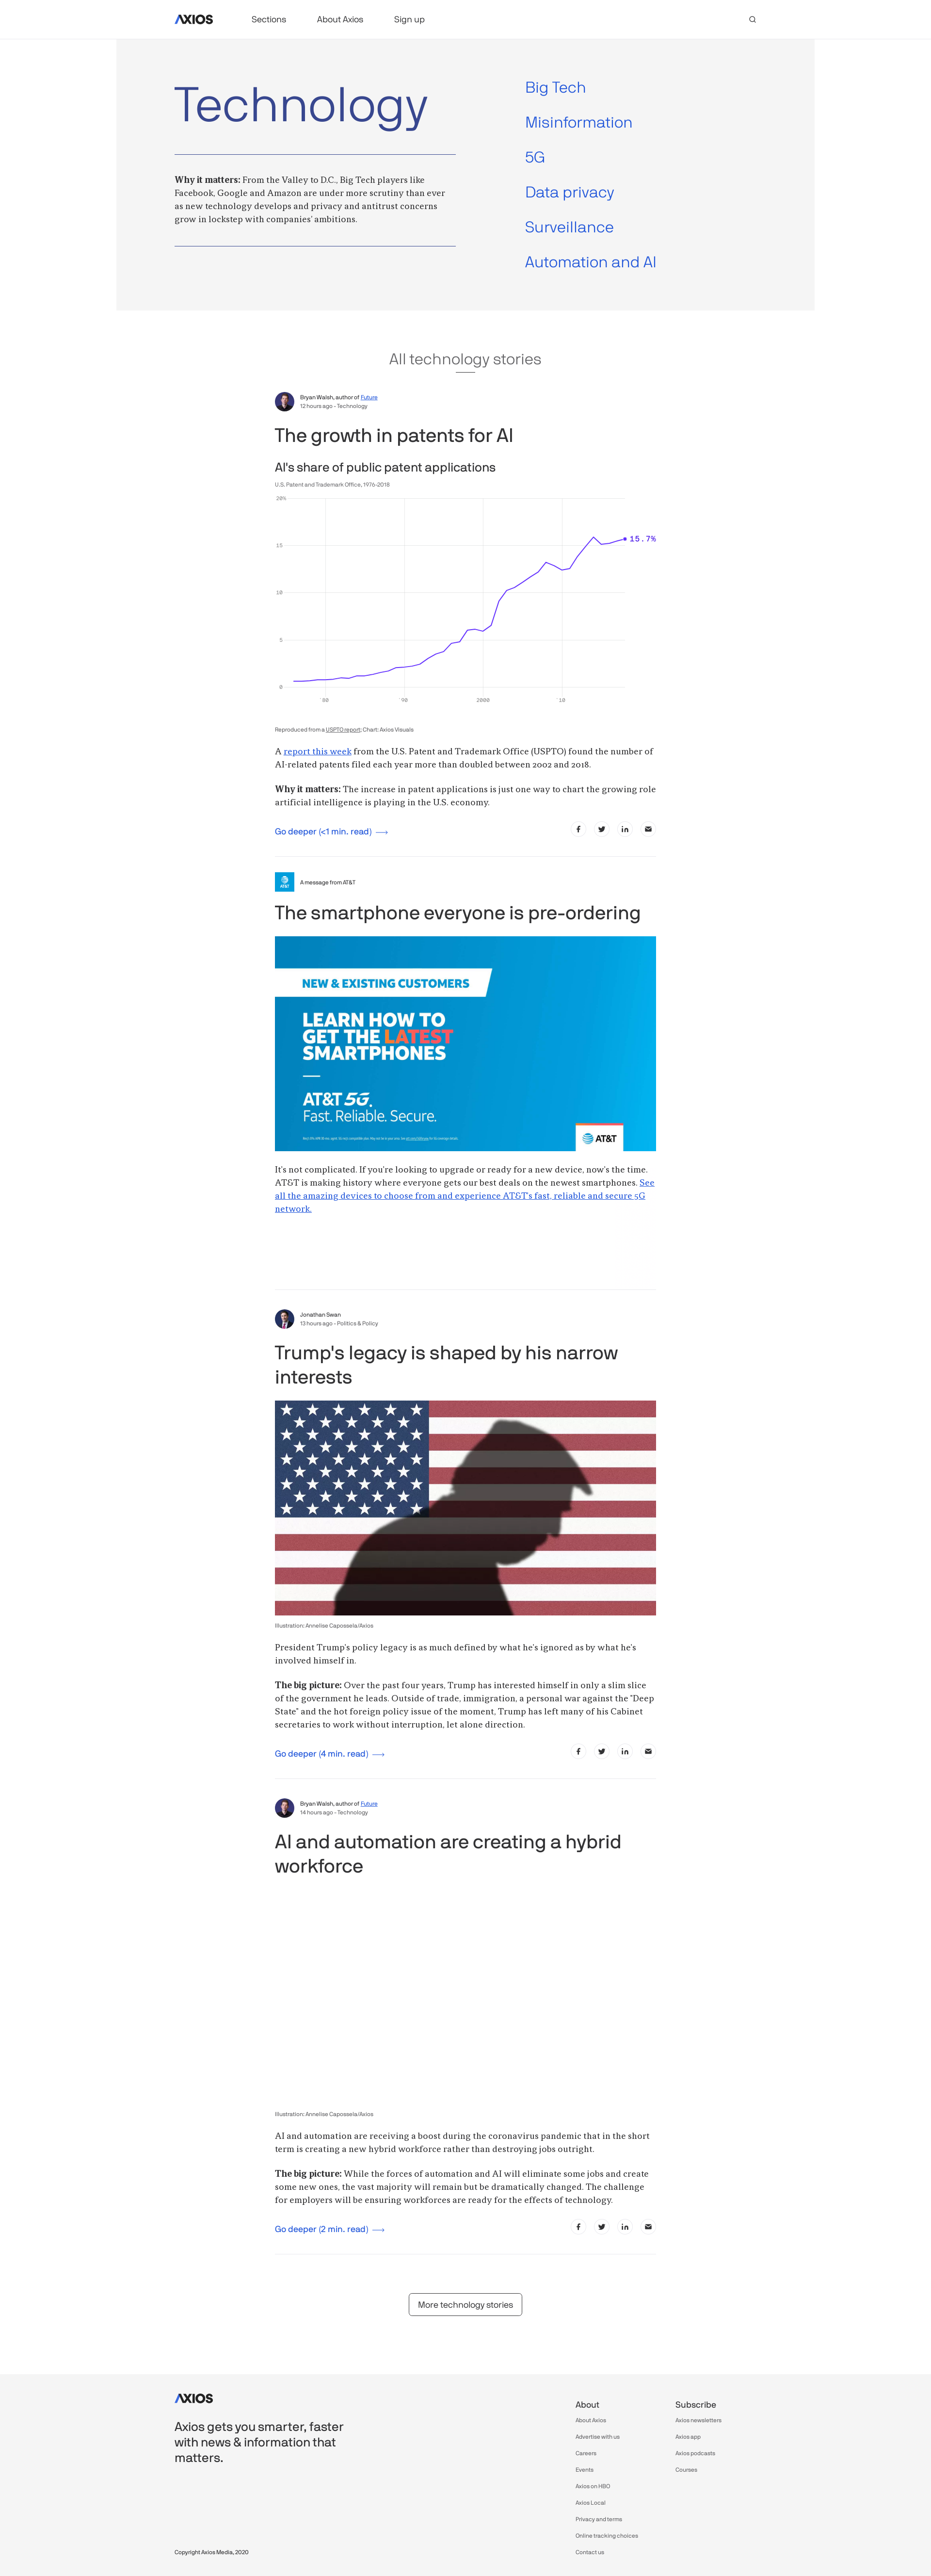 AXIOS
Sections
About Axios
Sign up
Technology
Why it matters: From the Valley to D.C., Big Tech players like
Facebook, Google and Amazon are under more scrutiny than ever
as new technology develops and privacy and antitrust concerns
grow in lockstep with companies' ambitions.
Big Tech
Misinformation
5G
Data privacy
Surveillance
Automation and AI
All technology stories
Bryan Walsh, author of Future
12 hours ago - Technology
The growth in patents for AI
AI's share of public patent applications
U.S. Patent and Trademark Office, 1976-2018
20%
15
10
5
0
15.7%
'80
'90
2000
'10
Reproduced from a USPTO report; Chart: Axios Visuals
A report this week from the U.S. Patent and Trademark Office (USPTO) found the number of
AI-related patents filed each year more than doubled between 2002 and 2018.
Why it matters: The increase in patent applications is just one way to chart the growing role
artificial intelligence is playing in the U.S. economy.
Go deeper (<1 min. read)
AT&T
A message from AT&T
The smartphone everyone is pre-ordering
NEW & EXISTING CUSTOMERS
LEARN HOW TO
GET THE LATEST
SMARTPHONES
AT&T 5G.
Fast. Reliable. Secure.
AT&T
It's not complicated. If you're looking to upgrade or ready for a new device, now's the time.
AT&T is making history where everyone gets our best deals on the newest smartphones. See
all the amazing devices to choose from and experience AT&T's fast, reliable and secure 5G
network.
Jonathan Swan
13 hours ago - Politics & Policy
Trump's legacy is shaped by his narrow
interests
Illustration: Annelise Capossela/Axios
President Trump's policy legacy is as much defined by what he's ignored as by what he's
involved himself in.
The big picture: Over the past four years, Trump has interested himself in only a slim slice
of the government he leads. Outside of trade, immigration, a personal war against the "Deep
State" and the hot foreign policy issue of the moment, Trump has left many of his Cabinet
secretaries to work without interruption, let alone direction.
Go deeper (4 min. read)
Bryan Walsh, author of Future
14 hours ago - Technology
AI and automation are creating a hybrid
workforce
Illustration: Annelise Capossela/Axios
AI and automation are receiving a boost during the coronavirus pandemic that in the short
term is creating a new hybrid workforce rather than destroying jobs outright.
The big picture: While the forces of automation and AI will eliminate some jobs and create
some new ones, the vast majority will remain but be dramatically changed. The challenge
for employers will be ensuring workforces are ready for the effects of technology.
Go deeper (2 min. read)
More technology stories
AXIOS
Axios gets you smarter, faster
with news & information that
matters.
About
About Axios
Advertise with us
Careers
Events
Axios on HBO
Axios Local
Privacy and terms
Online tracking choices
Contact us
Subscribe
Axios newsletters
Axios app
Axios podcasts
Courses
Copyright Axios Media, 2020